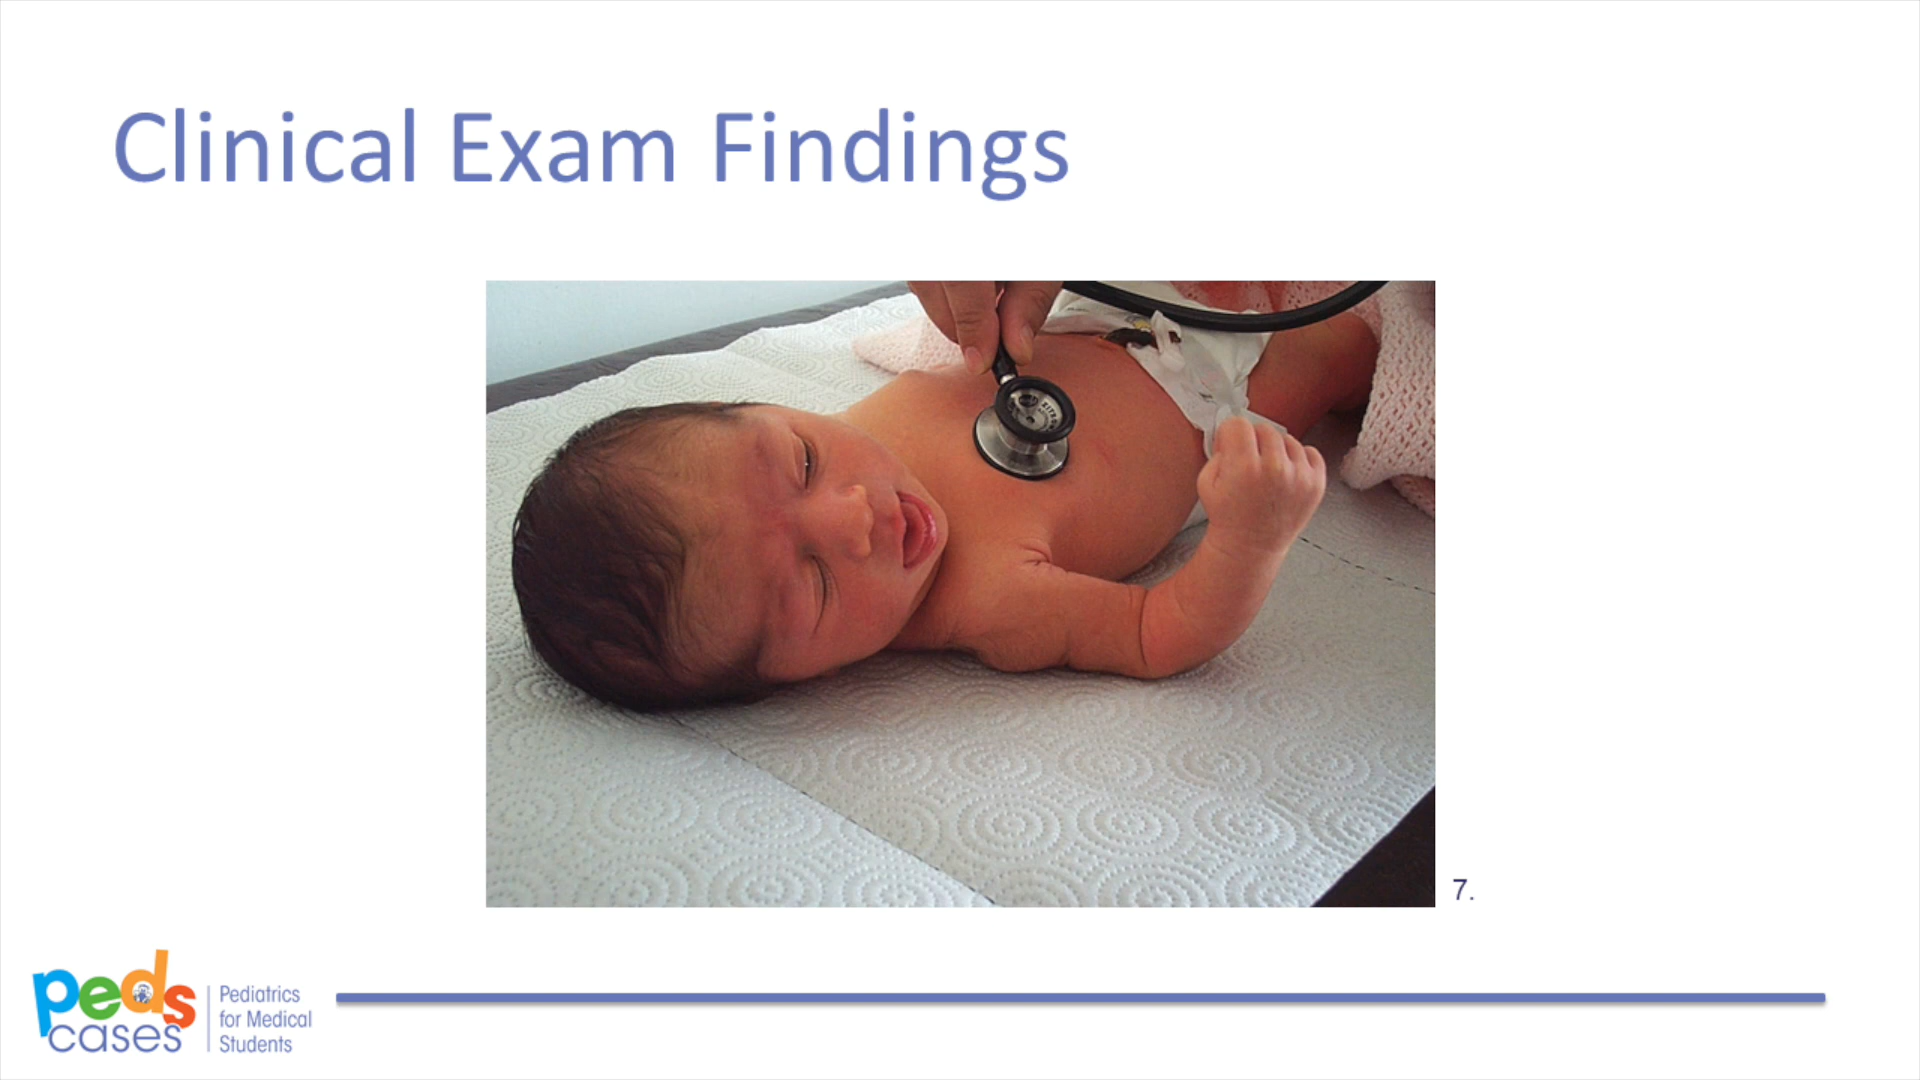 Clinical Exam Findings
7.
peds
cases
Pediatrics
for Medical
Students